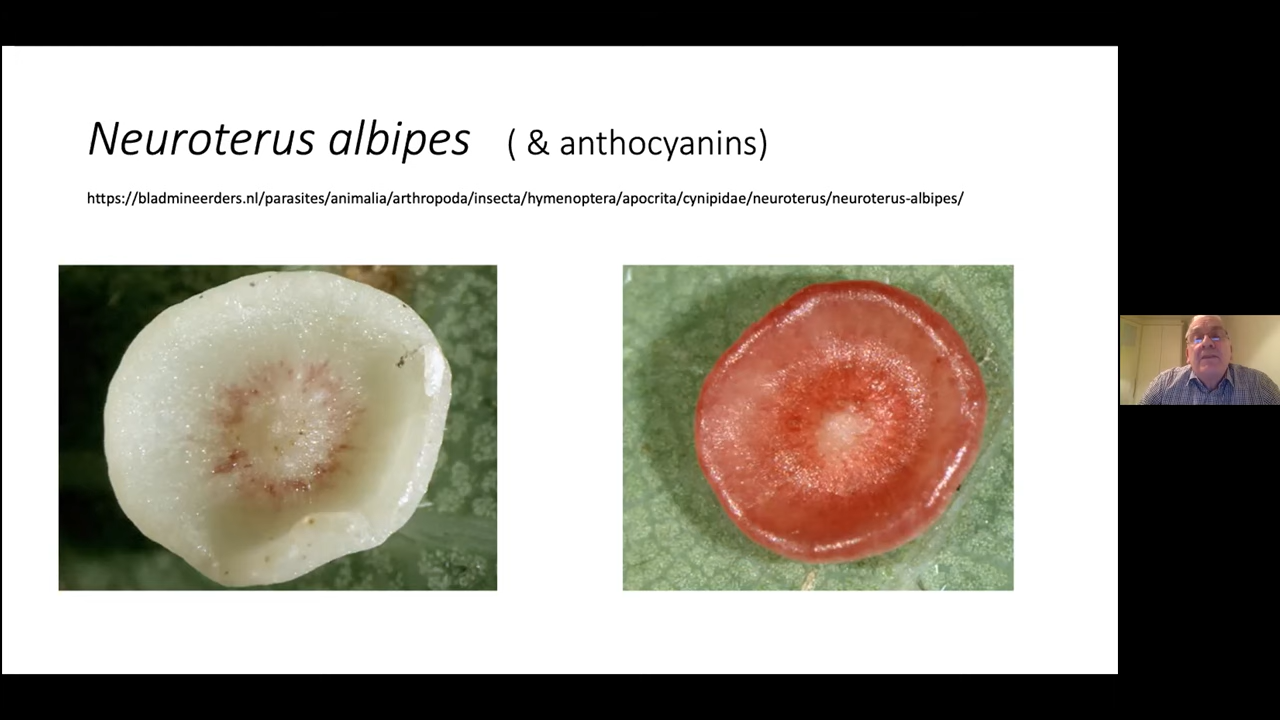 Neuroterus albipes ( & anthocyanins)
https://bladmineerders.nl/parasites/animalia/arthropoda/insecta/hymenoptera/apocrita/cynipidae/neuroterus/neuroterus-albipes/